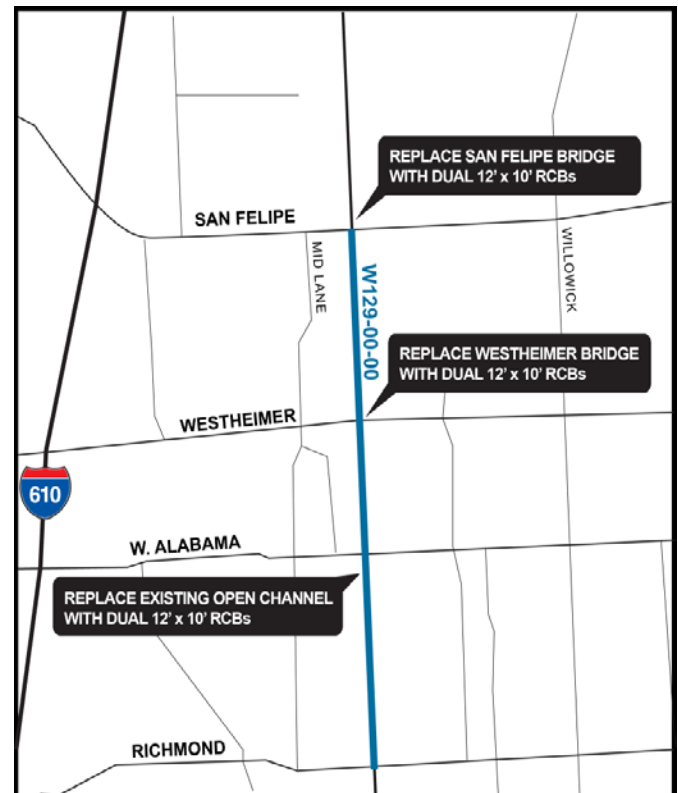 REPLACE SAN FELIPE BRIDGE
WITH DUAL 12' x 10' RCBs
SAN FELIPE
MID LANE
W129-00-00
WILLOWICK
REPLACE WESTHEIMER BRIDGE
WITH DUAL 12' x 10' RCBs
WESTHEIMER
610
W. ALABAMA
REPLACE EXISTING OPEN CHANNEL
WITH DUAL 12' x 10' RCBs
RICHMOND